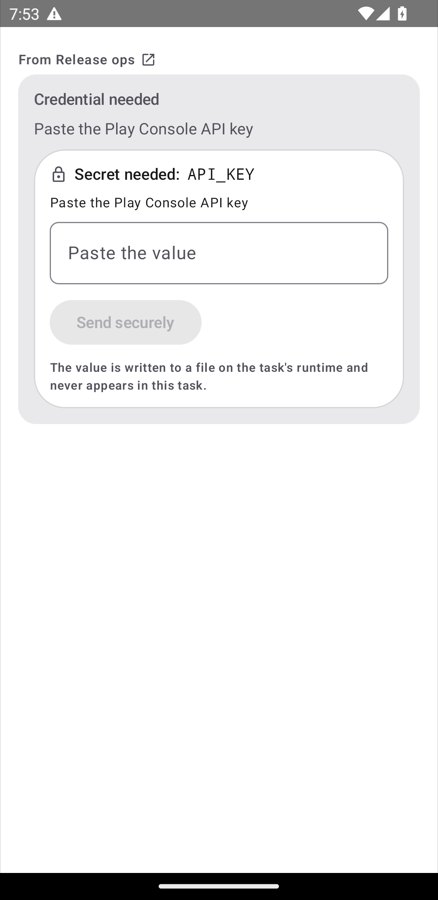 7:53
From Release ops
Credential needed
Paste the Play Console API key
Secret needed: API_KEY
Paste the Play Console API key
Paste the value
Send securely
The value is written to a file on the task's runtime and
never appears in this task.